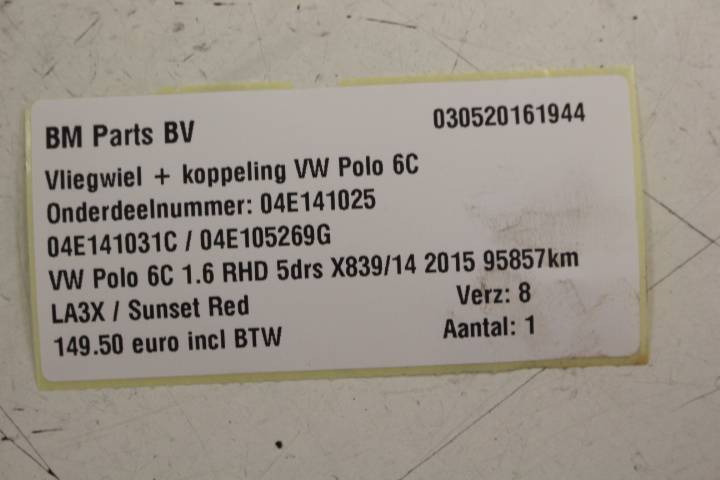 BM Parts BV 030520161944
Vliegwiel + koppeling VW Polo 6C
Onderdeelnummer: 04E141025
04E141031C / 04E105269G
VW Polo 6C 1.6 RHD 5drs X839/14 2015 95857km
LA3X / Sunset Red Verz: 8
149.50 euro incl BTW Aantal: 1